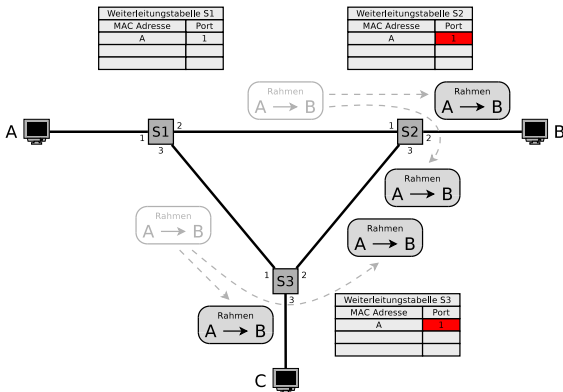 Weiterleitungstabelle S1
MAC Adresse Port
A 1
Weiterleitungstabelle S2
MAC Adresse Port
A 1
Rahmen
A → B
Rahmen
A → B
A
1
S1
2
3
1
S2
2
3
B
Rahmen
A → B
Rahmen
A → B
Rahmen
A → B
1
S3
2
3
Rahmen
A → B
Weiterleitungstabelle S3
MAC Adresse Port
A 1
C